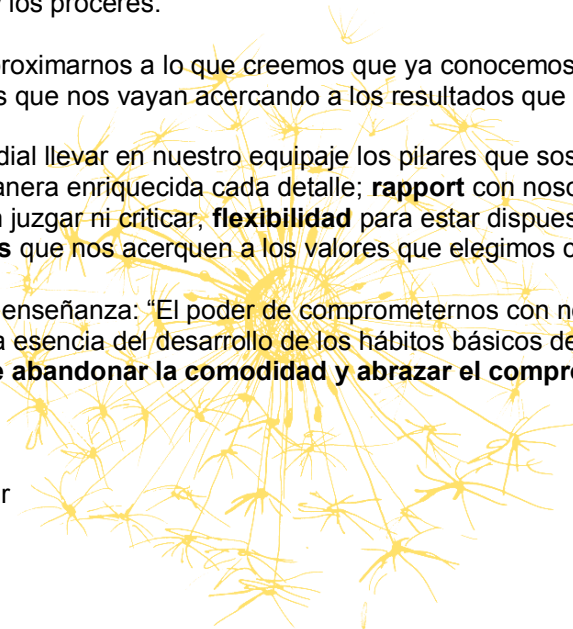 los próceres.
roximarnos a lo que creemos que ya conocemos
s que nos vayan acercando a los resultados que
dial llevar en nuestro equipaje los pilares que sos
anera enriquecida cada detalle; rapport con noso
juzgar ni criticar, flexibilidad para estar dispues
s que nos acerquen a los valores que elegimos c
enseñanza: “El poder de comprometernos con n
a esencia del desarrollo de los hábitos básicos de
e abandonar la comodidad y abrazar el compr
r